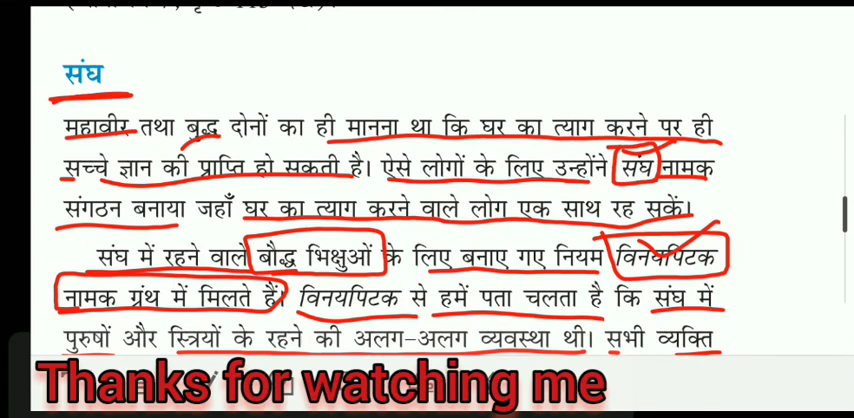 संघ
महावीर तथा बुद्ध दोनों का ही मानना था कि घर का त्याग करने पर ही
सच्चे ज्ञान की प्राप्ति हो सकती है। ऐसे लोगों के लिए उन्होंने संघ नामक
संगठन बनाया जहाँ घर का त्याग करने वाले लोग एक साथ रह सकें।
संघ में रहने वाले बौद्ध भिक्षुओं के लिए बनाए गए नियम विनयपिटक
नामक ग्रंथ में मिलते हैं। विनयपिटक से हमें पता चलता है कि संघ में
पुरुषों और स्त्रियों के रहने की अलग-अलग व्यवस्था थी। सभी व्यक्ति
Thanks for watching me